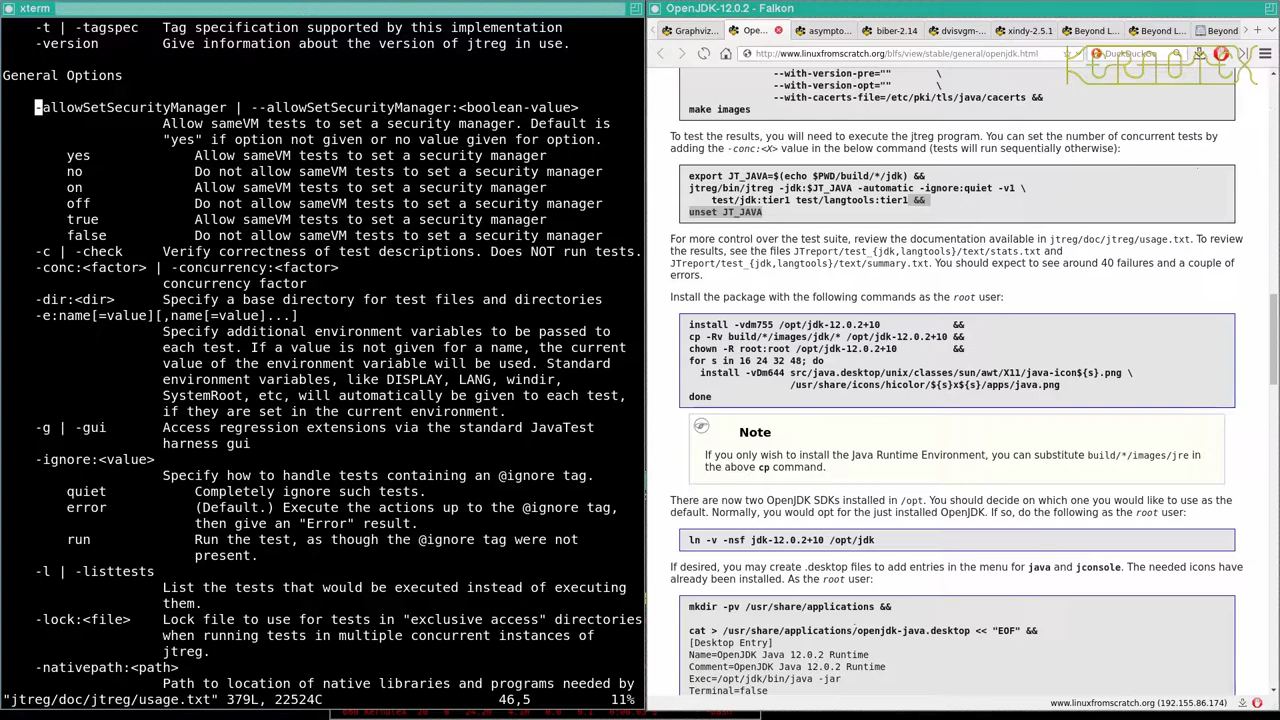 xterm
-t | -tagspec Tag specification supported by this implementation
-version Give information about the version of jtreg in use.
General Options
-allowSetSecurityManager | --allowSetSecurityManager:<boolean-value>
Allow sameVM tests to set a security manager. Default is
"yes" if option not given or no value given for option.
yes Allow sameVM tests to set a security manager
no Do not allow sameVM tests to set a security manager
on Allow sameVM tests to set a security manager
off Do not allow sameVM tests to set a security manager
true Allow sameVM tests to set a security manager
false Do not allow sameVM tests to set a security manager
-c | -check Verify correctness of test descriptions. Does NOT run tests.
-conc:<factor> | -concurrency:<factor>
concurrency factor
-dir:<dir> Specify a base directory for test files and directories
-e:name[=value][,name[=value]...]
Specify additional environment variables to be passed to
each test. If a value is not given for a name, the current
value of the environment variable will be used. Standard
environment variables, like DISPLAY, LANG, windir,
SystemRoot, etc, will automatically be given to each test,
if they are set in the current environment.
-g | -gui Access regression extensions via the standard JavaTest
harness gui
-ignore:<value>
Specify how to handle tests containing an @ignore tag.
quiet Completely ignore such tests.
error (Default.) Execute the actions up to the @ignore tag,
then give an "Error" result.
run Run the test, as though the @ignore tag were not
present.
-l | -listtests
List the tests that would be executed instead of executing
them.
-lock:<file> Lock file to use for tests in "exclusive access" directories
when running tests in multiple concurrent instances of
jtreg.
-nativepath:<path>
Path to location of native libraries and programs needed by
"jtreg/doc/jtreg/usage.txt" 379L, 22524C 46,5 11%
OpenJDK-12.0.2 - Falkon
Graphviz... Ope... asympto... biber-2.14 dvisvgm-... xindy-2.5.1 Beyond L... Beyond L... Beyond
http://www.linuxfromscratch.org/blfs/view/stable/general/openjdk.html DuckDuckGo
KERNOTEX
--with-version-pre="" \
--with-version-opt="" \
--with-cacerts-file=/etc/pki/tls/java/cacerts &&
make images
To test the results, you will need to execute the jtreg program. You can set the number of concurrent tests by
adding the -conc:<X> value in the below command (tests will run sequentially otherwise):
export JT_JAVA=$(echo $PWD/build/*/jdk) &&
jtreg/bin/jtreg -jdk:$JT_JAVA -automatic -ignore:quiet -v1 \
test/jdk:tier1 test/langtools:tier1 &&
unset JT_JAVA
For more control over the test suite, review the documentation available in jtreg/doc/jtreg/usage.txt. To review
the results, see the files JTreport/test_{jdk,langtools}/text/stats.txt and
JTreport/test_{jdk,langtools}/text/summary.txt. You should expect to see around 40 failures and a couple of
errors.
Install the package with the following commands as the root user:
install -vdm755 /opt/jdk-12.0.2+10 &&
cp -Rv build/*/images/jdk/* /opt/jdk-12.0.2+10 &&
chown -R root:root /opt/jdk-12.0.2+10 &&
for s in 16 24 32 48; do
install -vDm644 src/java.desktop/unix/classes/sun/awt/X11/java-icon${s}.png \
/usr/share/icons/hicolor/${s}x${s}/apps/java.png
done
Note
If you only wish to install the Java Runtime Environment, you can substitute build/*/images/jre in
the above cp command.
There are now two OpenJDK SDKs installed in /opt. You should decide on which one you would like to use as the
default. Normally, you would opt for the just installed OpenJDK. If so, do the following as the root user:
ln -v -nsf jdk-12.0.2+10 /opt/jdk
If desired, you may create .desktop files to add entries in the menu for java and jconsole. The needed icons have
already been installed. As the root user:
mkdir -pv /usr/share/applications &&
cat > /usr/share/applications/openjdk-java.desktop << "EOF" &&
[Desktop Entry]
Name=OpenJDK Java 12.0.2 Runtime
Comment=OpenJDK Java 12.0.2 Runtime
Exec=/opt/jdk/bin/java -jar
Terminal=false
www.linuxfromscratch.org (192.155.86.174)